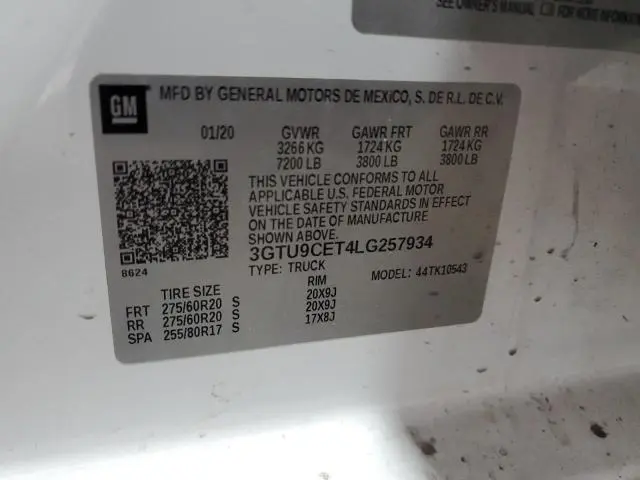 SEE OWNER'S MANUAL FOR MORE INFORMATION
GM
MFD BY GENERAL MOTORS DE MEXICO, S. DE R.L. DE C.V.
01/20 GVWR GAWR FRT GAWR RR
3266 KG 1724 KG 1724 KG
7200 LB 3800 LB 3800 LB
THIS VEHICLE CONFORMS TO ALL
APPLICABLE U.S. FEDERAL MOTOR
VEHICLE SAFETY STANDARDS IN EFFECT
ON THE DATE OF MANUFACTURE
SHOWN ABOVE.
3GTU9CET4LG257934
8624
TYPE: TRUCK MODEL: 44TK10543
TIRE SIZE RIM
FRT 275/60R20 S 20X9J
RR 275/60R20 S 20X9J
SPA 255/80R17 S 17X8J